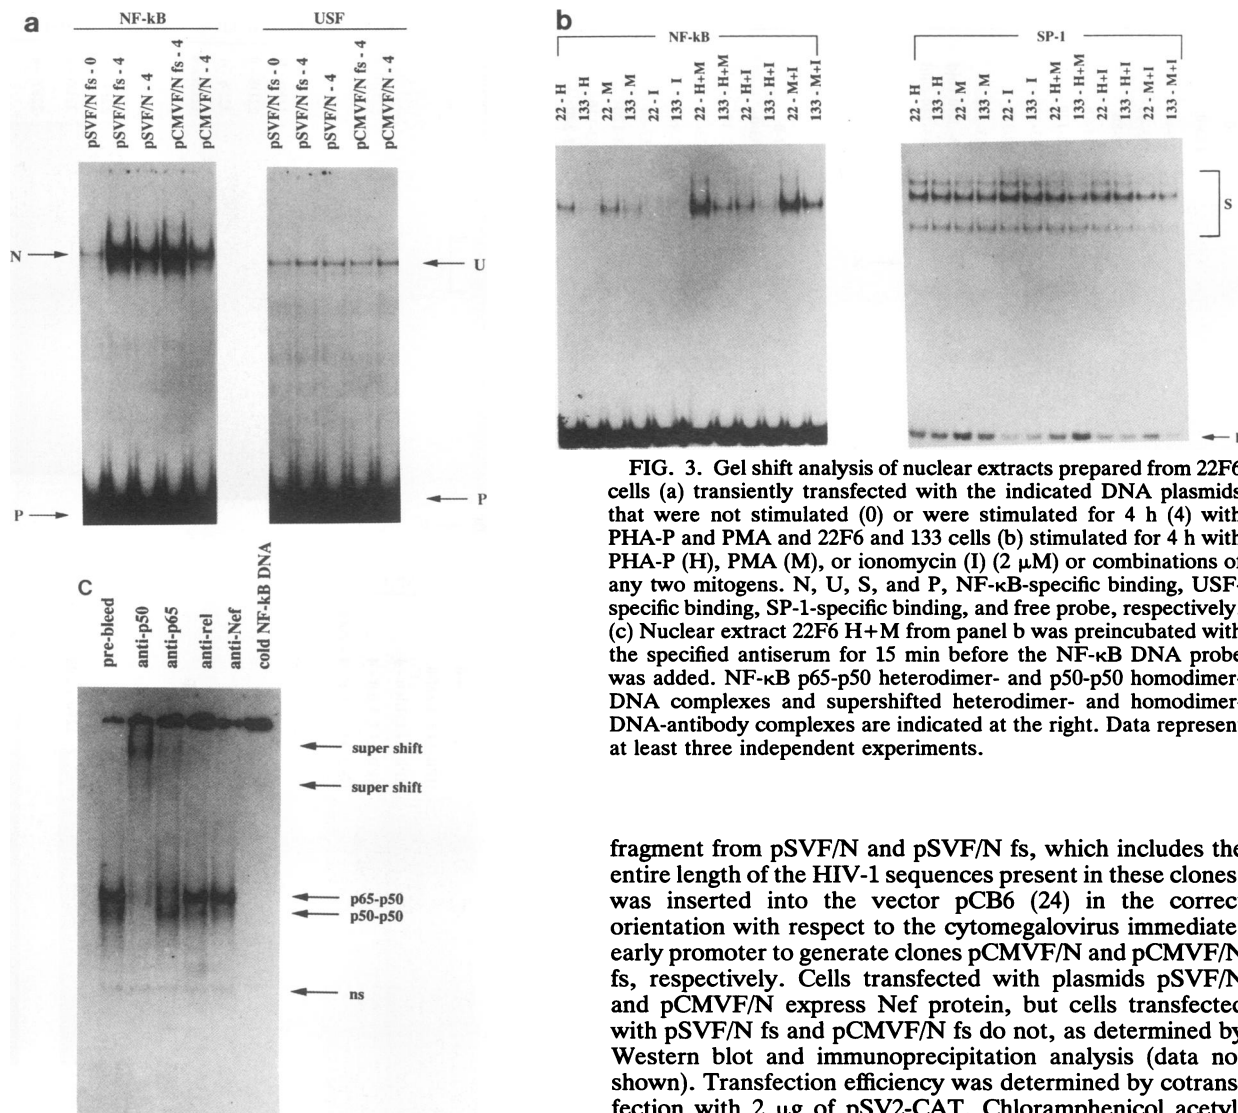 a
NF-kB
USF
pSVF/N fs - 0
pSVF/N fs - 4
pSVF/N - 4
pCMVF/N fs - 4
pCMVF/N - 4
pSVF/N fs - 0
pSVF/N fs - 4
pSVF/N - 4
pCMVF/N fs - 4
pCMVF/N - 4
N
U
P
P
b
NF-kB
SP-1
22 - H
133 - H
22 - M
133 - M
22 - I
133 - I
22 - H+M
133 - H+M
22 - H+I
133 - H+I
22 - M+I
133 - M+I
22 - H
133 - H
22 - M
133 - M
22 - I
133 - I
22 - H+M
133 - H+M
22 - H+I
133 - H+I
22 - M+I
133 - M+I
S
c
pre-bleed
anti-p50
anti-p65
anti-rel
anti-Nef
cold NF-kB DNA
super shift
super shift
p65-p50
p50-p50
ns
FIG. 3. Gel shift analysis of nuclear extracts prepared from 22F6
cells (a) transiently transfected with the indicated DNA plasmids
that were not stimulated (0) or were stimulated for 4 h (4) with
PHA-P and PMA and 22F6 and 133 cells (b) stimulated for 4 h with
PHA-P (H), PMA (M), or ionomycin (I) (2 μM) or combinations of
any two mitogens. N, U, S, and P, NF-κB-specific binding, USF-
specific binding, SP-1-specific binding, and free probe, respectively
(c) Nuclear extract 22F6 H+M from panel b was preincubated with
the specified antiserum for 15 min before the NF-κB DNA probe
was added. NF-κB p65-p50 heterodimer- and p50-p50 homodimer-
DNA complexes and supershifted heterodimer- and homodimer-
DNA-antibody complexes are indicated at the right. Data represent
at least three independent experiments.
fragment from pSVF/N and pSVF/N fs, which includes the
entire length of the HIV-1 sequences present in these clones
was inserted into the vector pCB6 (24) in the correct
orientation with respect to the cytomegalovirus immediate-
early promoter to generate clones pCMVF/N and pCMVF/N
fs, respectively. Cells transfected with plasmids pSVF/N
and pCMVF/N express Nef protein, but cells transfected
with pSVF/N fs and pCMVF/N fs do not, as determined by
Western blot and immunoprecipitation analysis (data not
shown). Transfection efficiency was determined by cotrans-
fection with 2 μg of pSV2-CAT. Chloramphenicol acetyl-